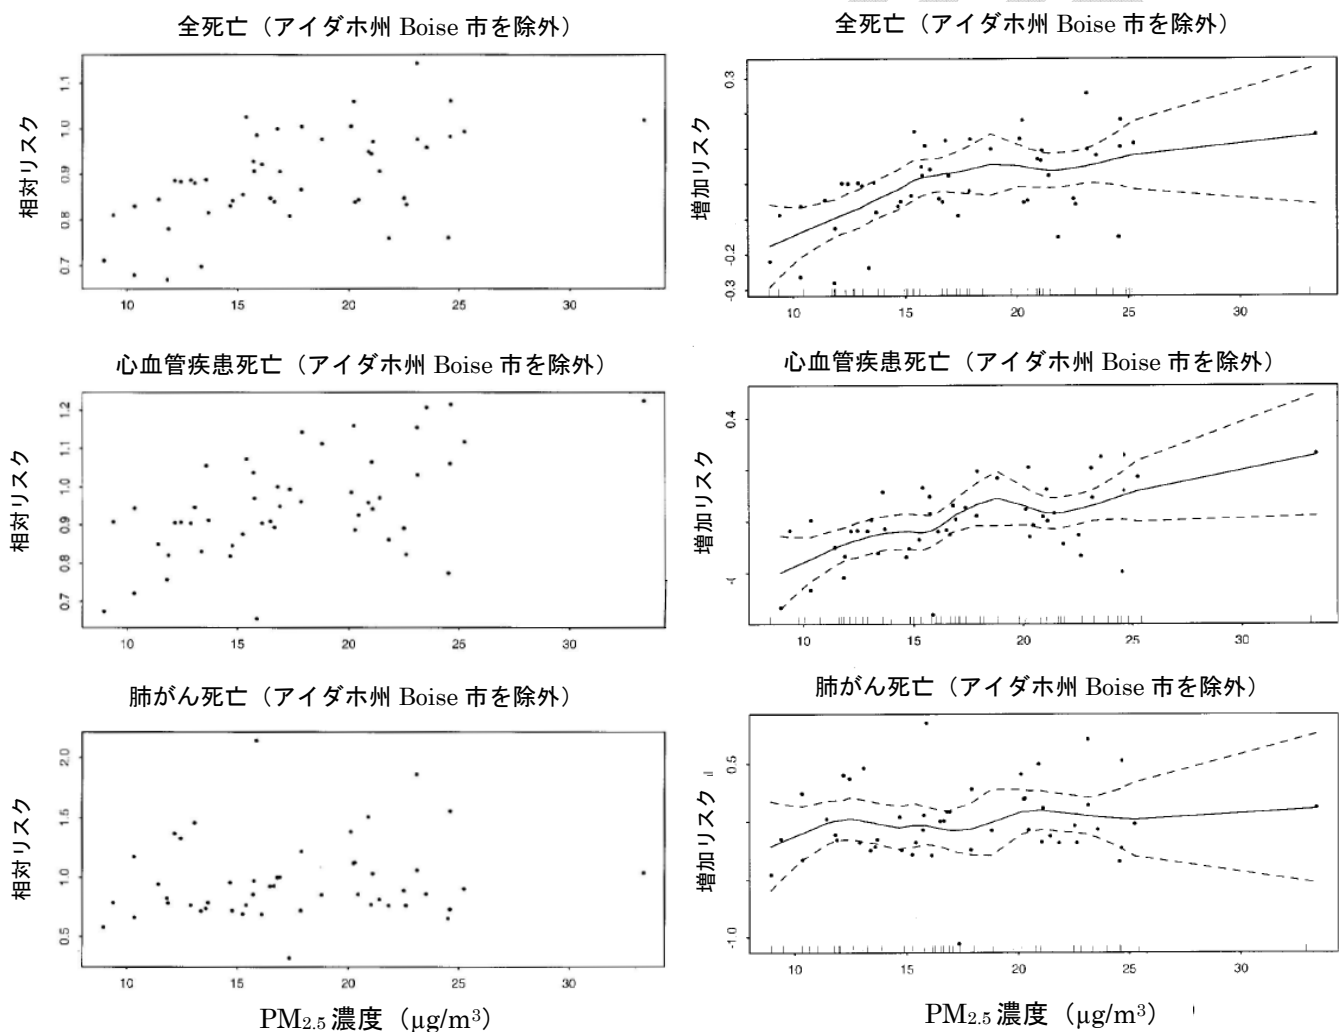 全死亡（アイダホ州 Boise 市を除外）
相対リスク
1.1
1.0
0.9
0.8
0.7
10 15 20 25 30
全死亡（アイダホ州 Boise 市を除外）
増加リスク
0.3
-0.2
-0.3
10 15 20 25 30
心血管疾患死亡（アイダホ州 Boise 市を除外）
相対リスク
1.2
1.1
1.0
0.9
0.8
0.7
10 15 20 25 30
心血管疾患死亡（アイダホ州 Boise 市を除外）
増加リスク
0.4
-4
10 15 20 25 30
肺がん死亡（アイダホ州 Boise 市を除外）
相対リスク
2.0
1.5
1.0
0.5
10 15 20 25 30
PM2.5 濃度（μg/m3）
肺がん死亡（アイダホ州 Boise 市を除外）
増加リスク
0.5
-1.0
10 15 20 25 30
PM2.5 濃度（μg/m3）